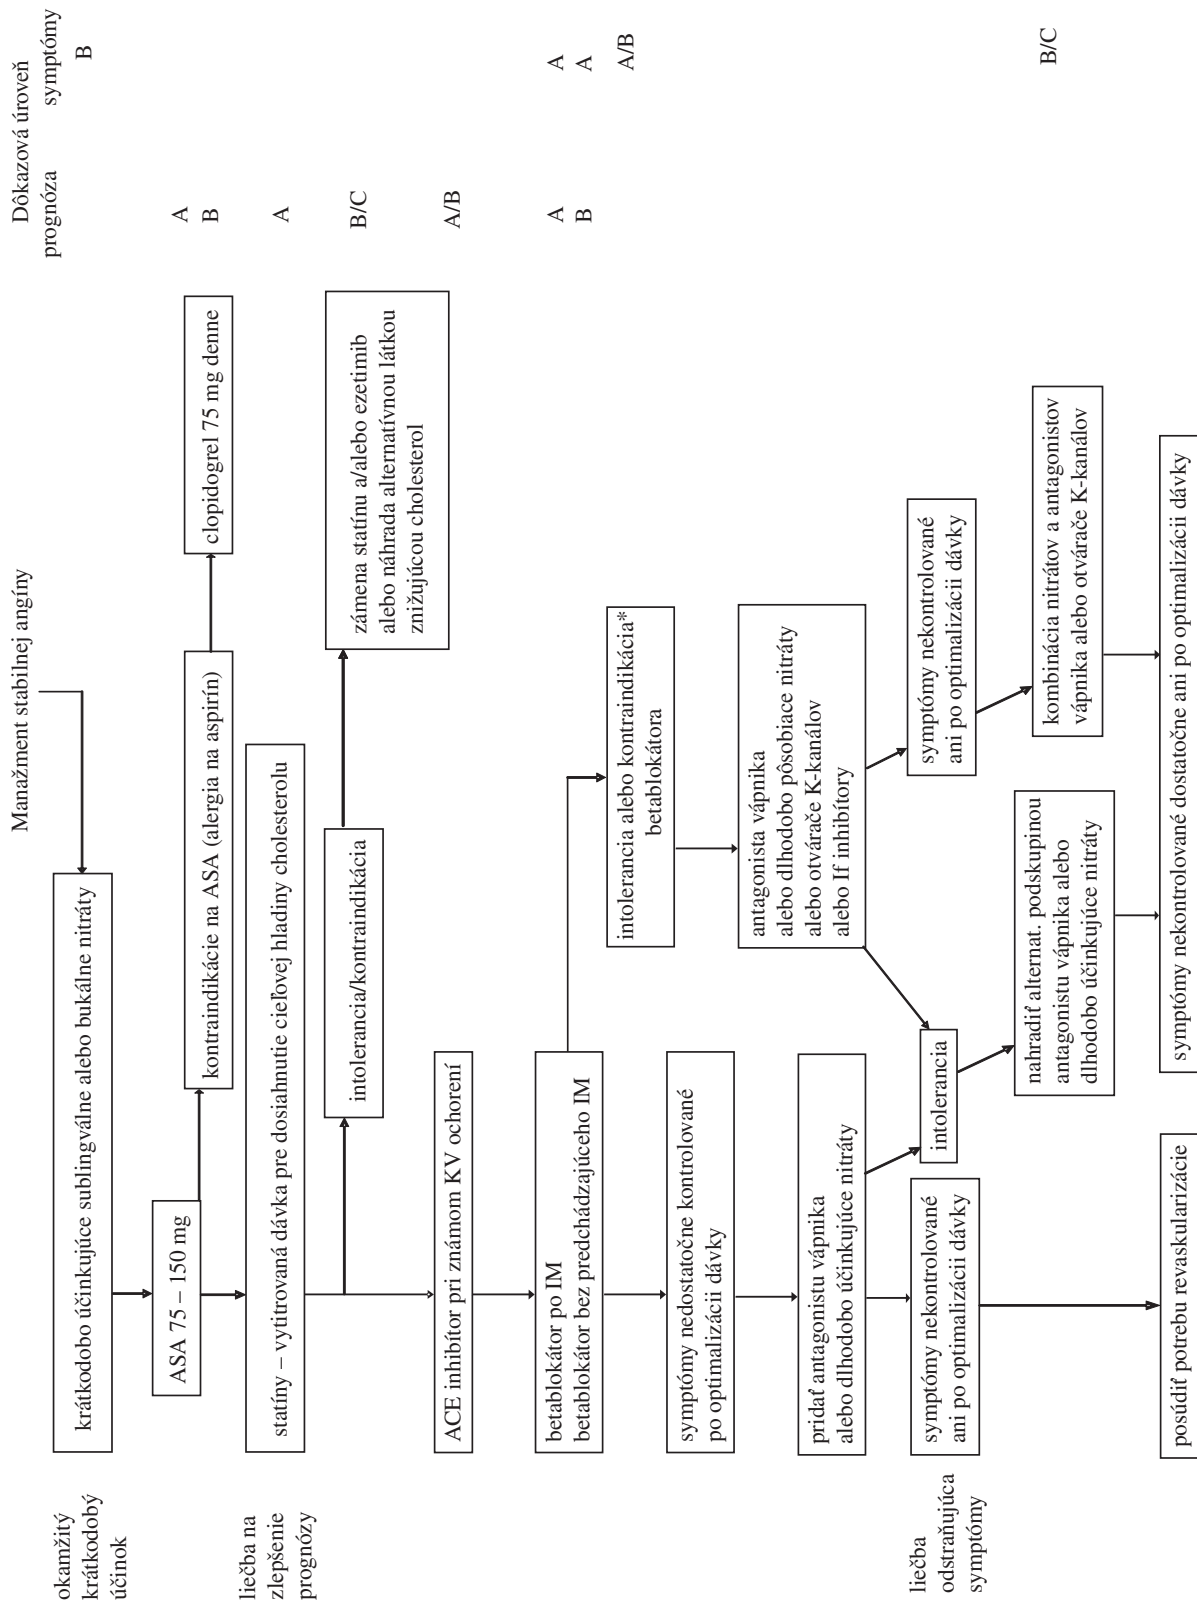 Manažment stabilnej angíny
Dôkazová úroveň
prognóza symptómy
okamžitý
krátkodobý
účinok
krátkodobo účinkujúce sublingválne alebo bukálne nitráty
B
ASA 75 – 150 mg
kontraindikácie na ASA (alergia na aspirín)
clopidogrel 75 mg denne
A
B
liečba na
zlepšenie
prognózy
statíny – vytitrovaná dávka pre dosiahnutie cieľovej hladiny cholesterolu
A
intolerancia/kontraindikácia
zámena statínu a/alebo ezetimib
alebo náhrada alternatívnou látkou
znižujúcou cholesterol
B/C
ACE inhibítor pri známom KV ochorení
A/B
betablokátor po IM
betablokátor bez predchádzajúceho IM
A A
B A
intolerancia alebo kontraindikácia*
betablokátora
A/B
symptómy nedostatočne kontrolované
po optimalizácii dávky
antagonista vápnika
alebo dlhodobo pôsobiace nitráty
alebo otvárače K-kanálov
alebo If inhibítory
pridať antagonistu vápnika
alebo dlhodobo účinkujúce nitráty
liečba
odstraňujúca
symptómy
symptómy nekontrolované
ani po optimalizácii dávky
intolerancia
symptómy nekontrolované
ani po optimalizácii dávky
nahradiť alternat. podskupinou
antagonistu vápnika alebo
dlhodobo účinkujúce nitráty
kombinácia nitrátov a antagonistov
vápnika alebo otvárače K-kanálov
B/C
posúdiť potrebu revaskularizácie
symptómy nekontrolované dostatočne ani po optimalizácii dávky